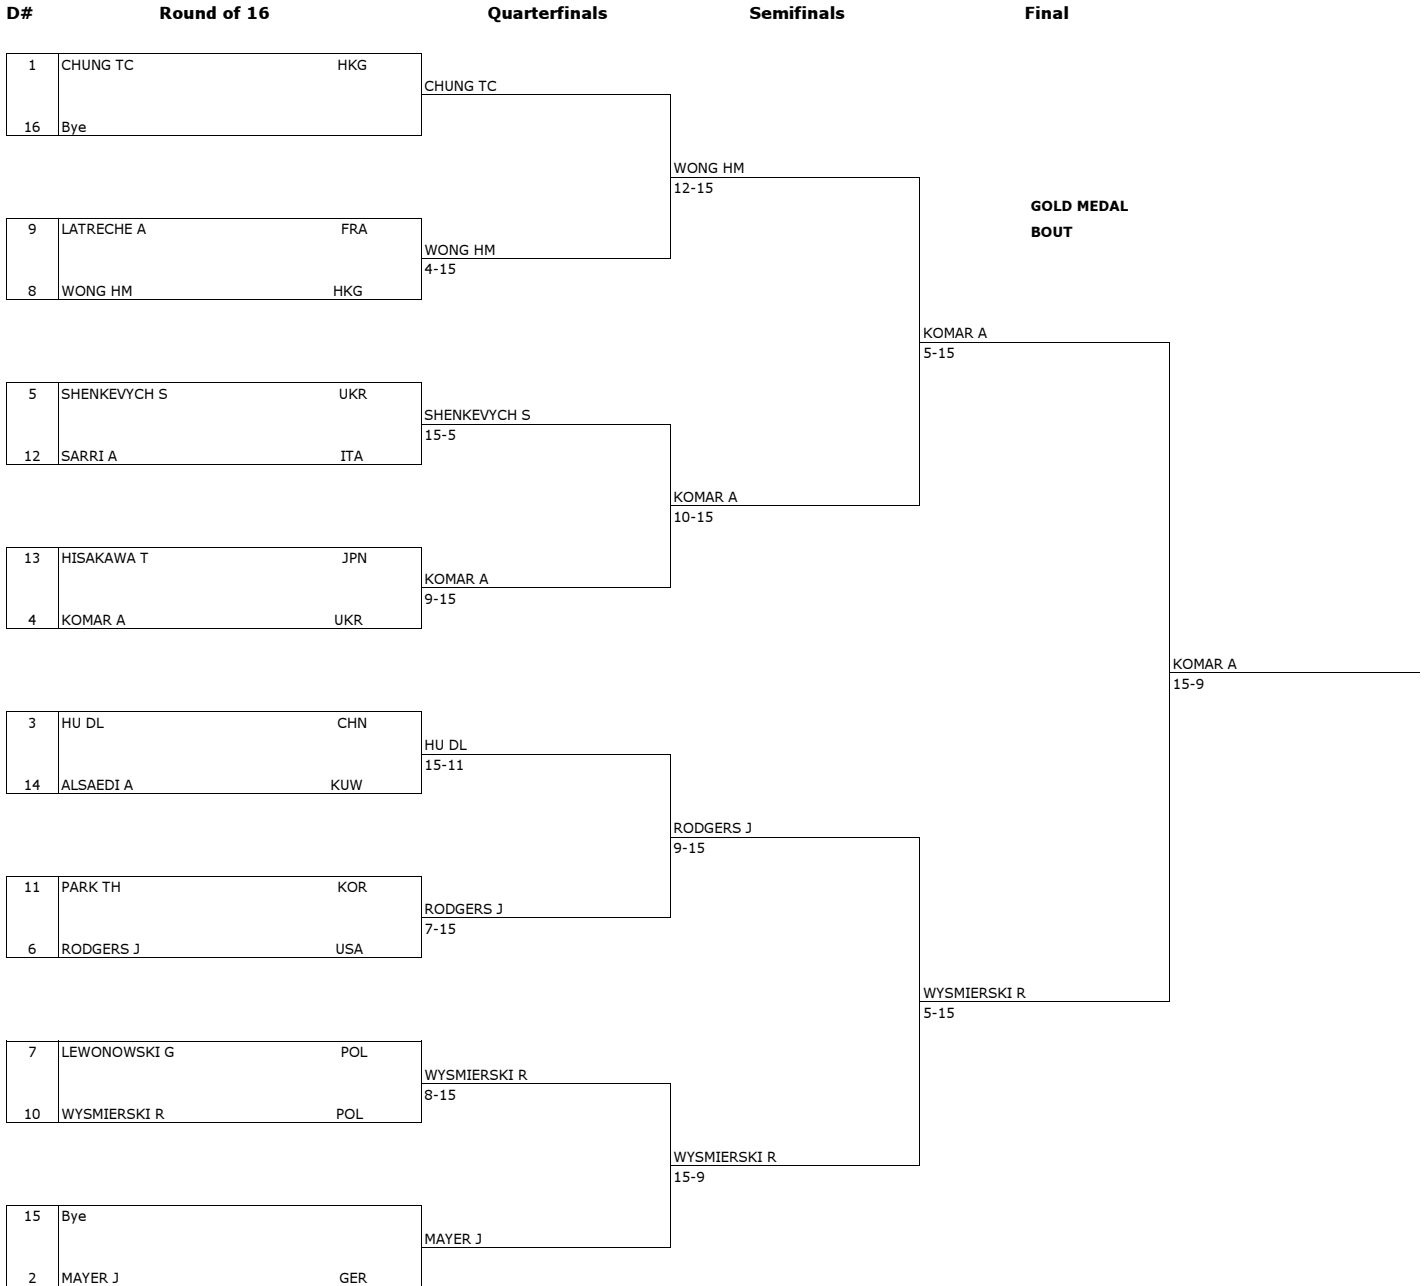 D# Round of 16 Quarterfinals Semifinals Final
1 CHUNG TC HKG
CHUNG TC
16 Bye
WONG HM
12-15
GOLD MEDAL
BOUT
9 LATRECHE A FRA
WONG HM
4-15
8 WONG HM HKG
KOMAR A
5-15
5 SHENKEVYCH S UKR
SHENKEVYCH S
15-5
12 SARRI A ITA
KOMAR A
10-15
13 HISAKAWA T JPN
KOMAR A
9-15
4 KOMAR A UKR
KOMAR A
15-9
3 HU DL CHN
HU DL
15-11
14 ALSAEDI A KUW
RODGERS J
9-15
11 PARK TH KOR
RODGERS J
7-15
6 RODGERS J USA
WYSMIERSKI R
5-15
7 LEWONOWSKI G POL
WYSMIERSKI R
8-15
10 WYSMIERSKI R POL
WYSMIERSKI R
15-9
15 Bye
MAYER J
2 MAYER J GER